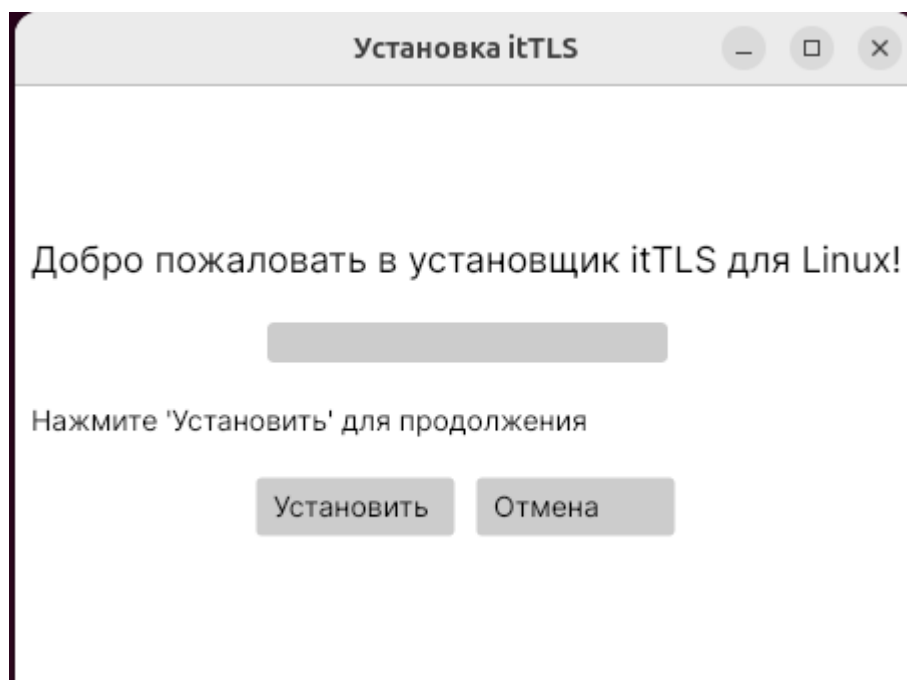 Установка itTLS
Добро пожаловать в установщик itTLS для Linux!
Нажмите 'Установить' для продолжения
Установить Отмена